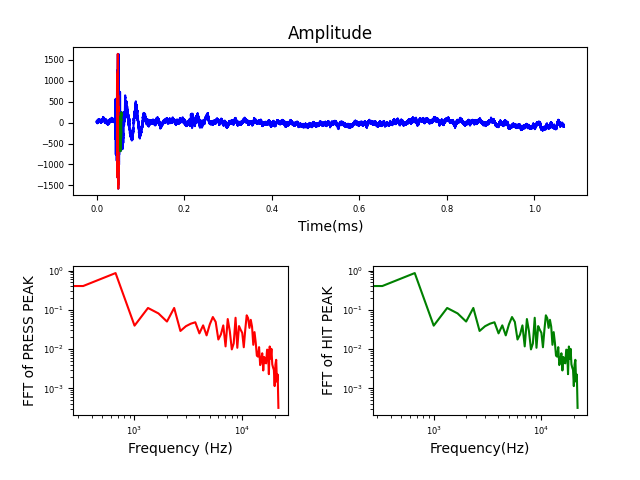 Amplitude
1500
1000
500
0
−500
−1000
−1500
0.0 0.2 0.4 0.6 0.8 1.0
Time(ms)
FFT of PRESS PEAK
10⁰
10⁻¹
10⁻²
10⁻³
10³ 10⁴
Frequency (Hz)
FFT of HIT PEAK
10⁰
10⁻¹
10⁻²
10⁻³
10³ 10⁴
Frequency(Hz)